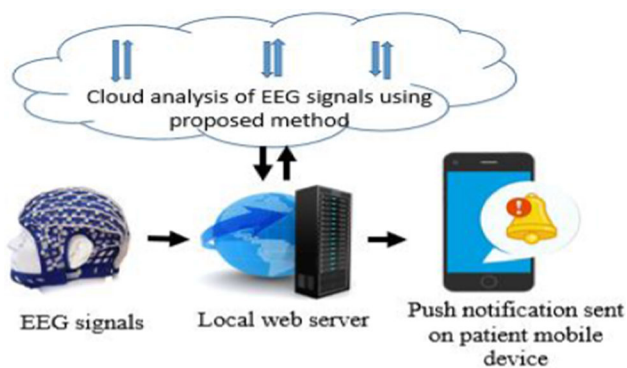 Cloud analysis of EEG signals using
proposed method
EEG signals
Local web server
Push notification sent
on patient mobile
device